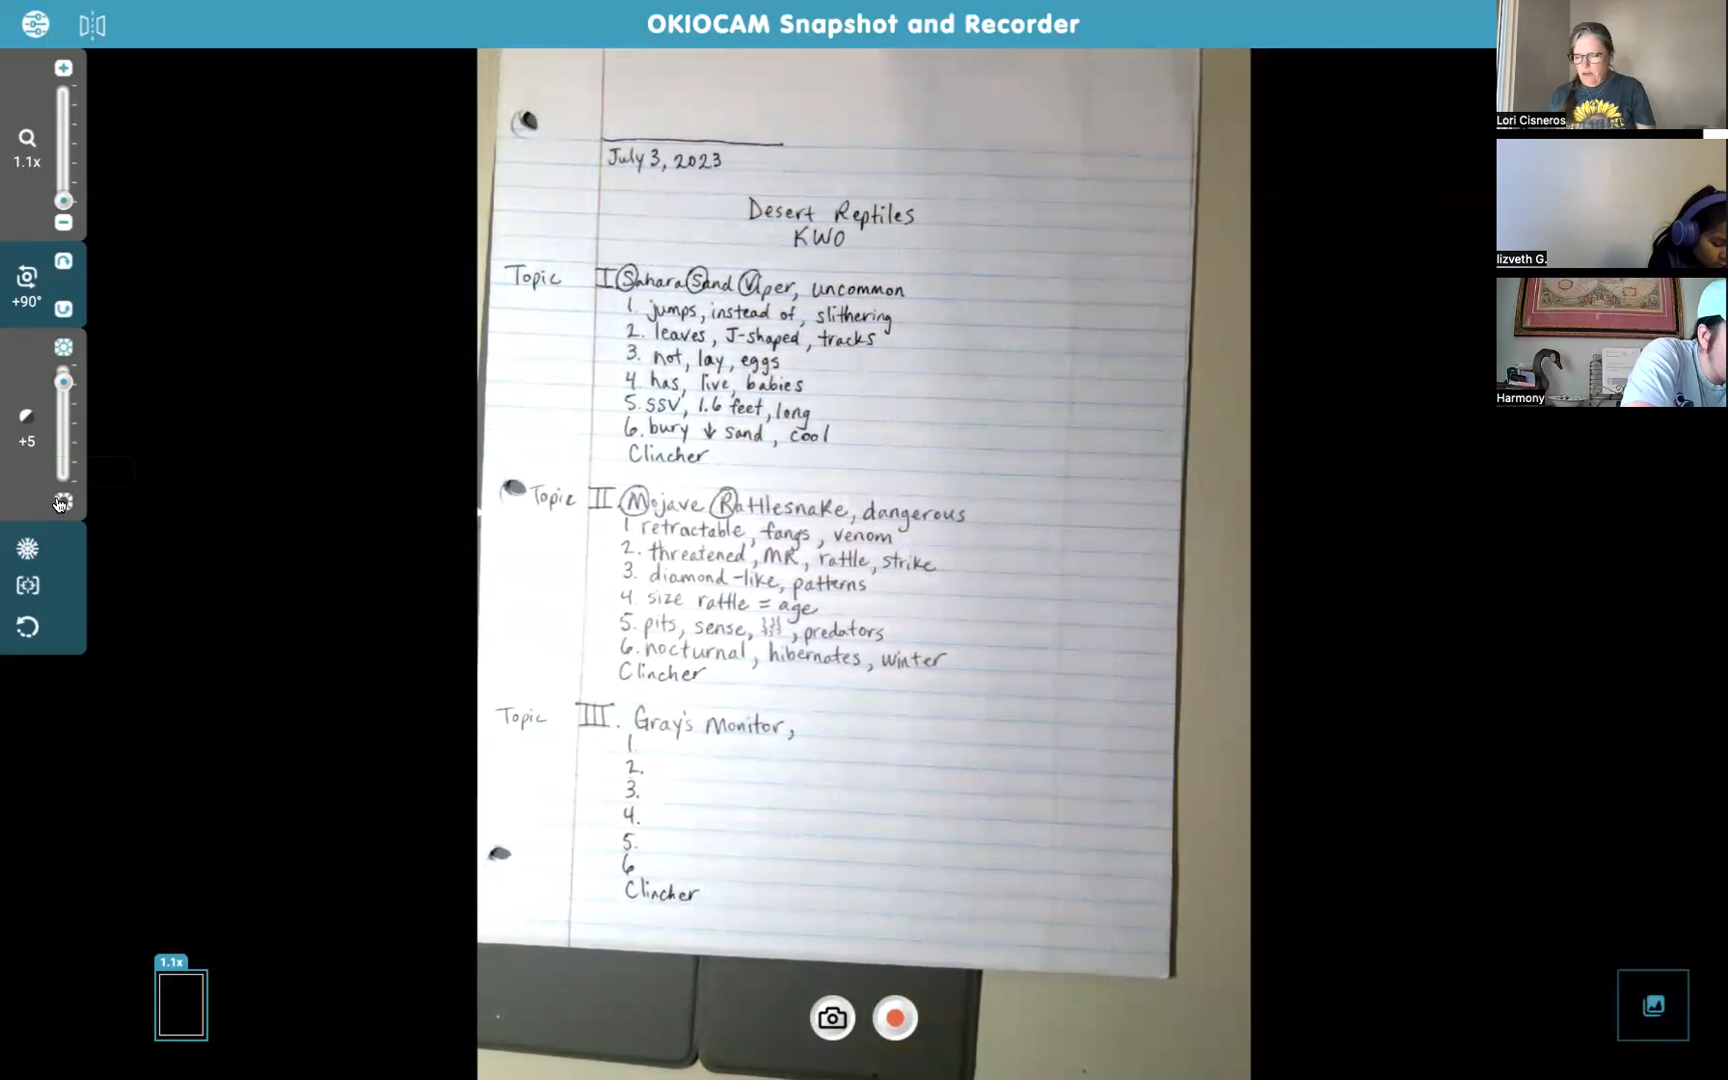 OKIOCAM Snapshot and Recorder
1.1x
+90°
+5
1.1x
July 3, 2023
Desert Reptiles
KWO
Topic I Sahara Sand Viper, uncommon
1. jumps, instead of, slithering
2. leaves, J-shaped, tracks
3. not, lay, eggs
4. has, live, babies
5. SSV, 1.6 feet, long
6. bury ↓ sand, cool
Clincher
Topic II. Mojave Rattlesnake, dangerous
1 retractable, fangs, venom
2. threatened, MR, rattle, strike
3. diamond-like, patterns
4. size rattle = age
5. pits, sense, , predators
6. nocturnal, hibernates, winter
Clincher
Topic III. Gray's Monitor,
1.
2.
3.
4.
5.
6
Clincher
Lori Cisneros
lizveth G.
Harmony